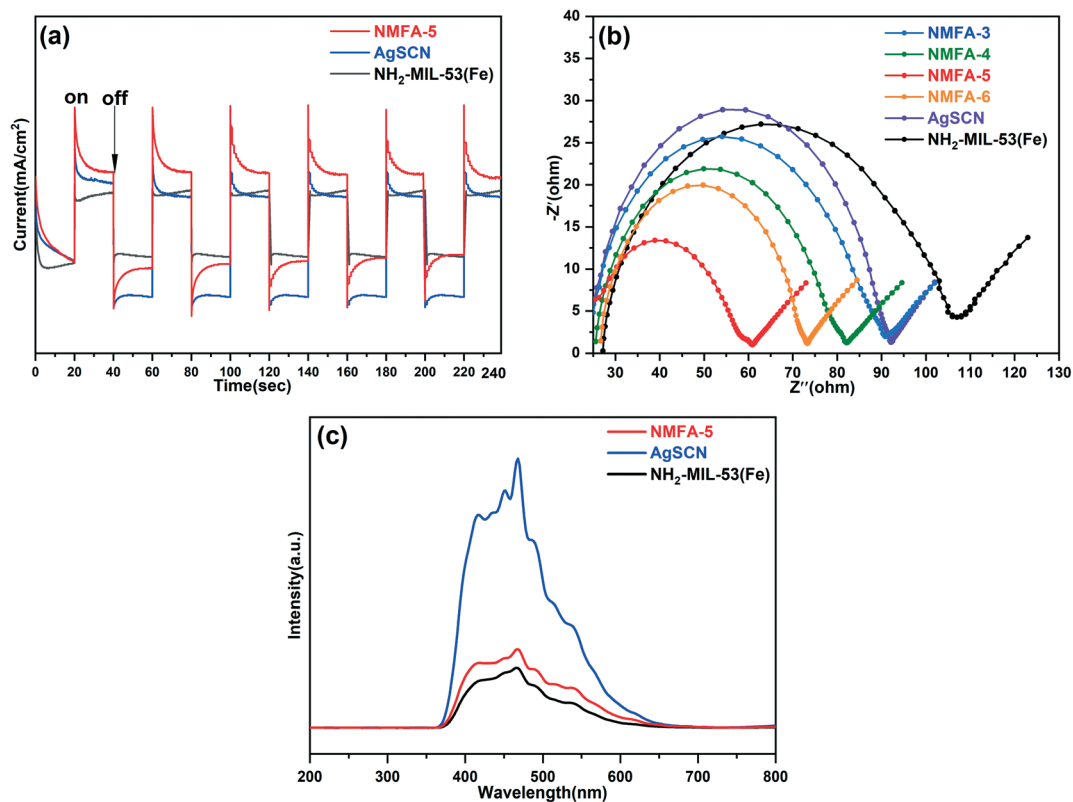 (a)
NMFA-5
AgSCN
NH₂-MIL-53(Fe)
on
off
Current(mA/cm²)
0 20 40 60 80 100 120 140 160 180 200 220 240
Time(sec)
(b)
NMFA-3
NMFA-4
NMFA-5
NMFA-6
AgSCN
NH₂-MIL-53(Fe)
-Z'(ohm)
40
35
30
25
20
15
10
5
0
30 40 50 60 70 80 90 100 110 120 130
Z''(ohm)
(c)
NMFA-5
AgSCN
NH₂-MIL-53(Fe)
Intensity(a.u.)
200 300 400 500 600 700 800
Wavelength(nm)